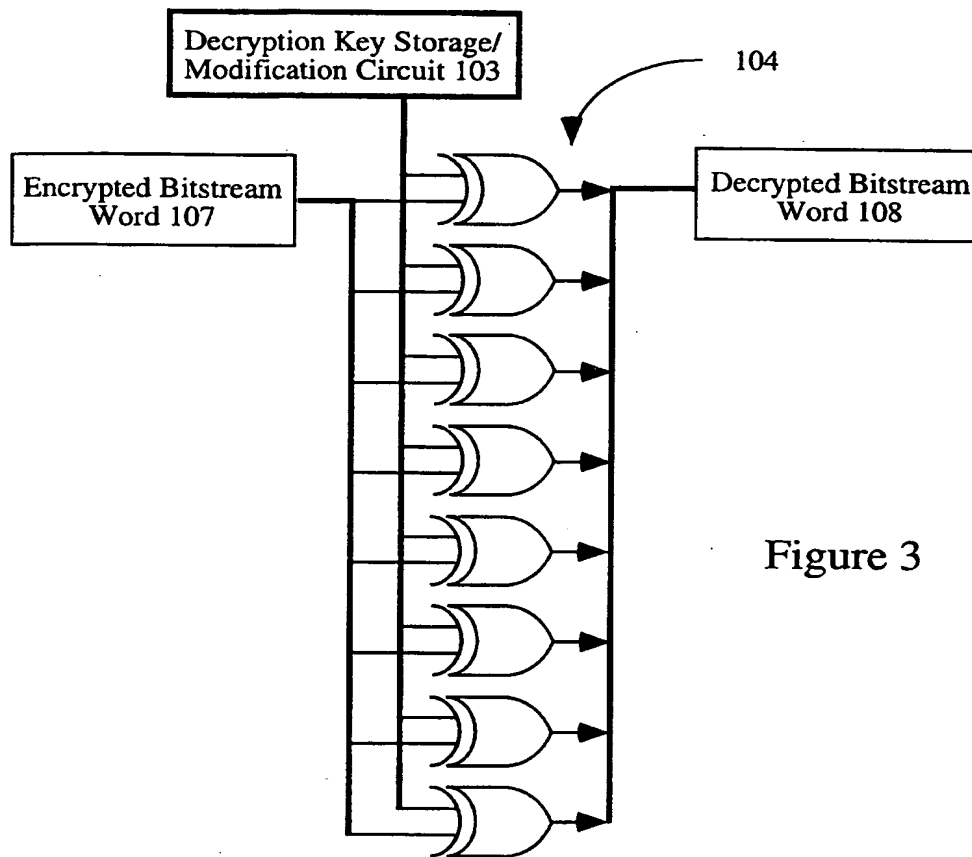 Decryption Key Storage/
Modification Circuit 103
104
Encrypted Bitstream
Word 107
Decrypted Bitstream
Word 108
Figure 3